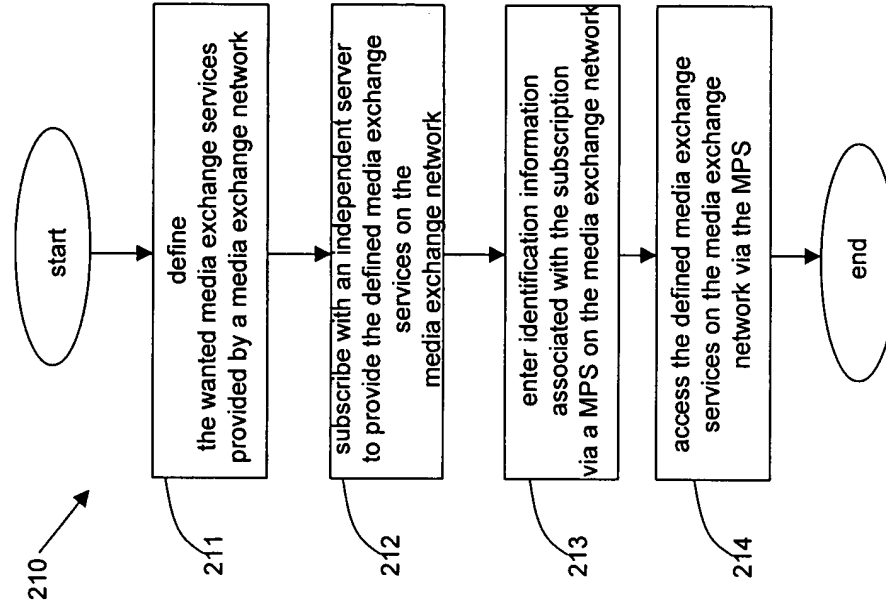 210
start
211
define
the wanted media exchange services
provided by a media exchange network
212
subscribe with an independent server
to provide the defined media exchange
services on the
media exchange network
213
enter identification information
associated with the subscription
via a MPS on the media exchange network
214
access the defined media exchange
services on the media exchange
network via the MPS
end